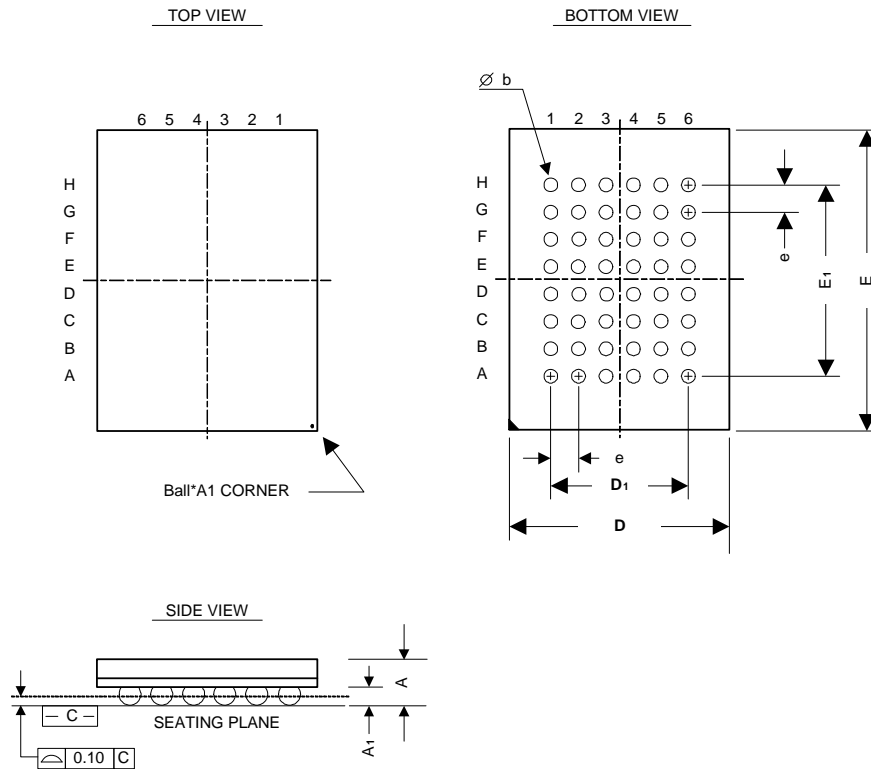 TOP VIEW
6 5 4 3 2 1
H
G
F
E
D
C
B
A
Ball*A1 CORNER
BOTTOM VIEW
Ø b
1 2 3 4 5 6
H
G
F
E
D
C
B
A
e
E1
E
e
D1
D
SIDE VIEW
A
A1
C
SEATING PLANE
0.10 C